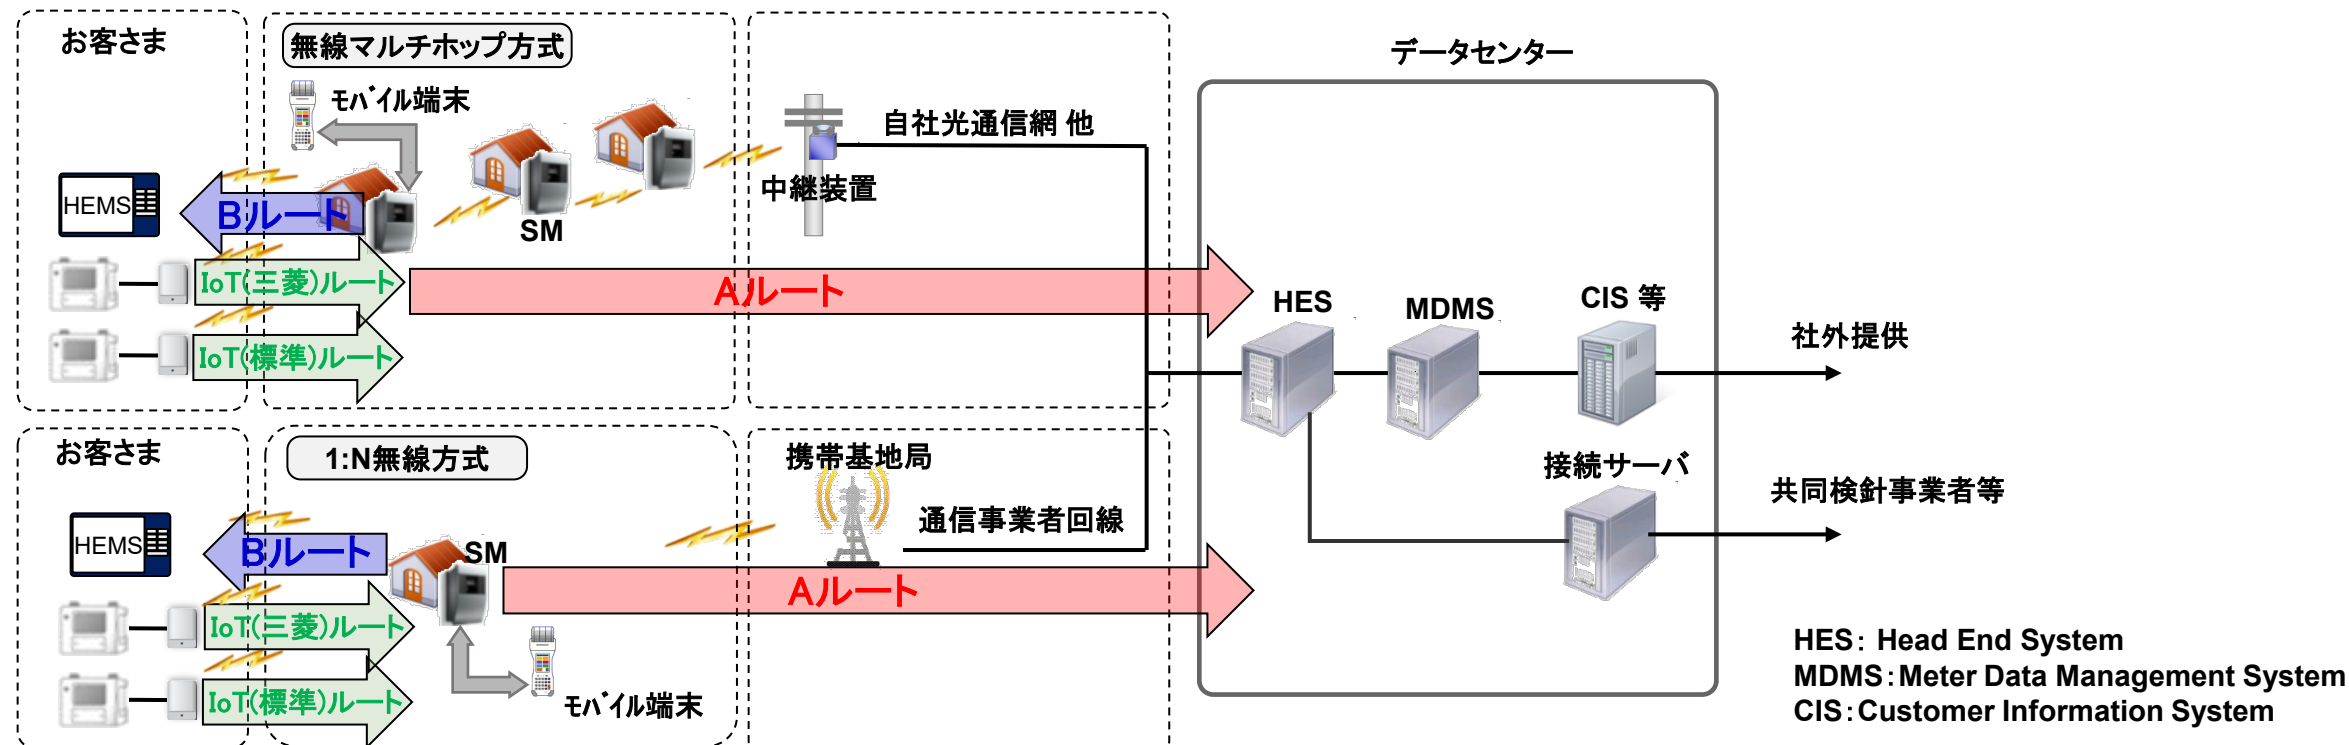 お客さま
無線マルチホップ方式
データセンター
モバイル端末
自社光通信網 他
中継装置
HEMS
Bルート
SM
IoT(三菱)ルート
Aルート
IoT(標準)ルート
HES
MDMS
CIS 等
社外提供
お客さま
1:N無線方式
携帯基地局
接続サーバ
共同検針事業者等
通信事業者回線
HEMS
Bルート
SM
Aルート
IoT(三菱)ルート
IoT(標準)ルート
モバイル端末
HES： Head End System
MDMS：Meter Data Management System
CIS：Customer Information System